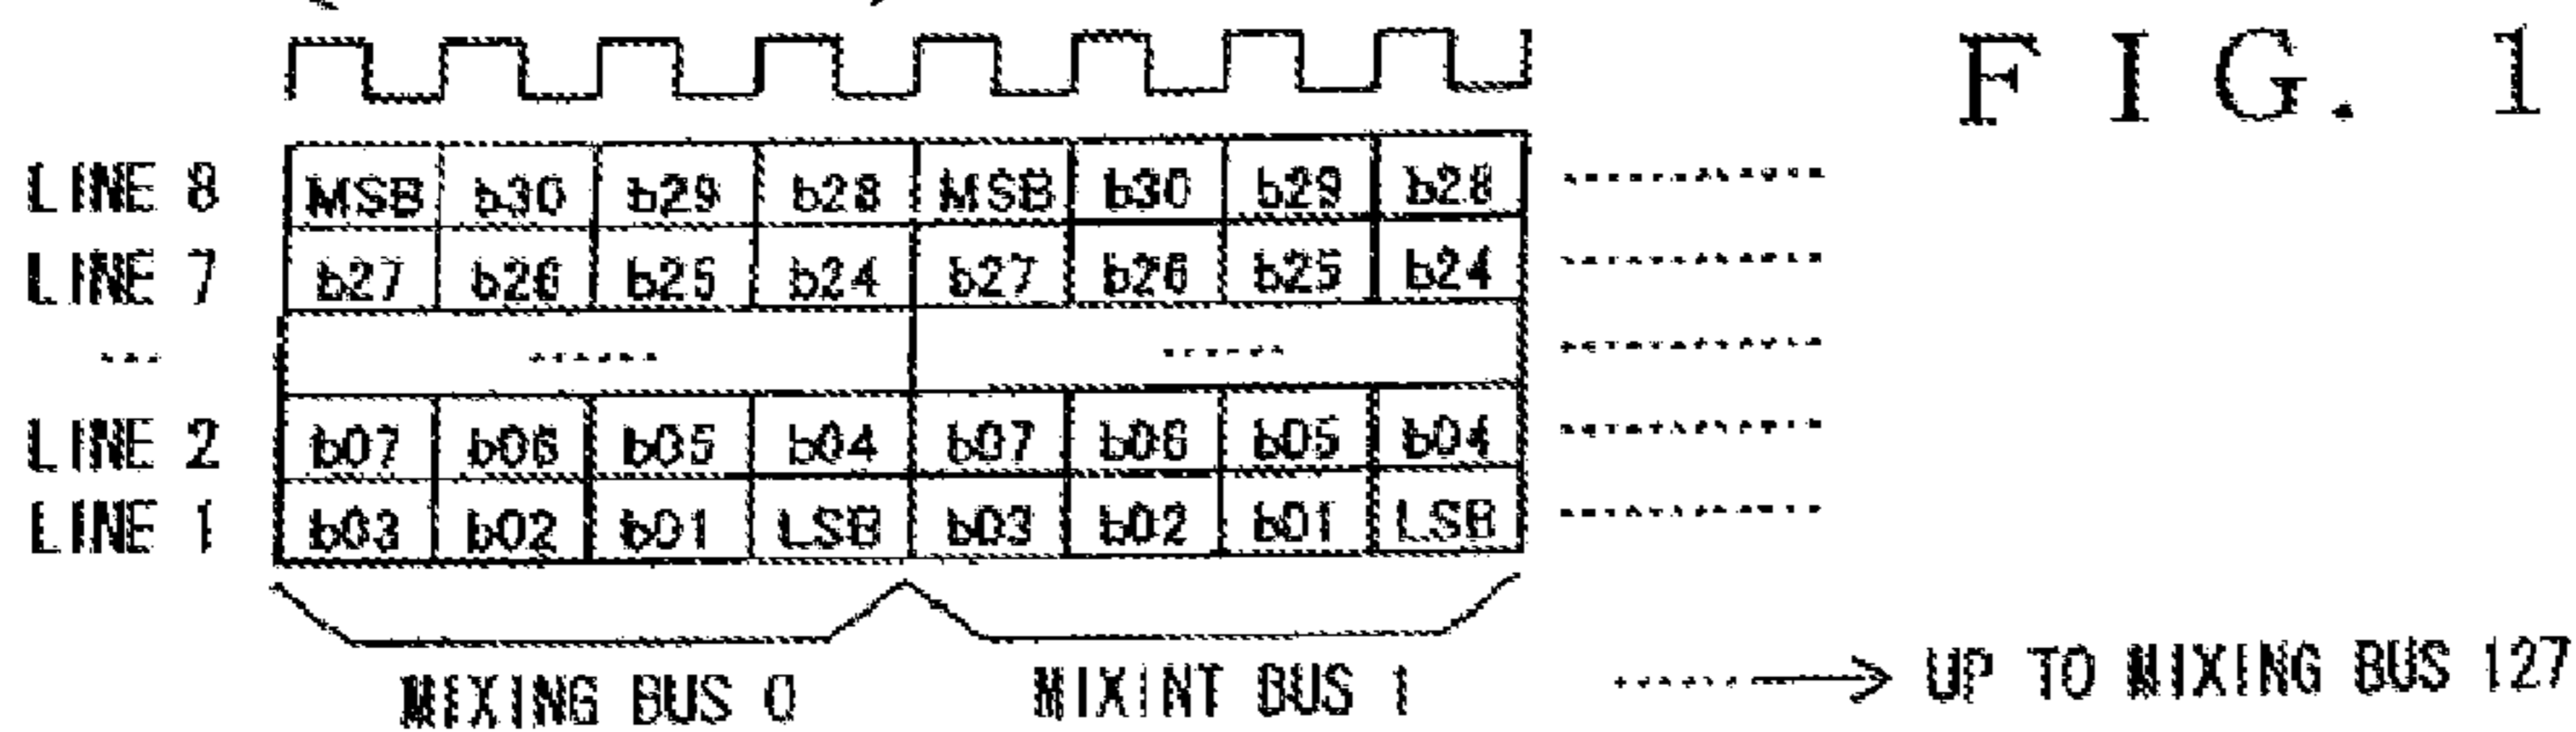 FIG. 1
LINE 8 MSB b30 b29 b28 MSB b30 b29 b28 ............
LINE 7 b27 b26 b25 b24 b27 b26 b25 b24 ............
... ...... ...... ............
LINE 2 b07 b06 b05 b04 b07 b06 b05 b04 ............
LINE 1 b03 b02 b01 LSB b03 b02 b01 LSB ............
MIXING BUS 0 MIXINT BUS 1 ...... UP TO MIXING BUS 127